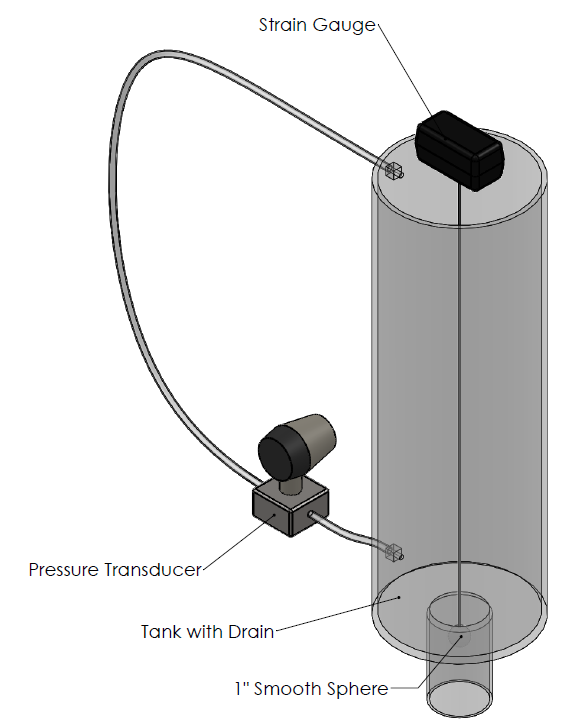 Strain Gauge
Pressure Transducer
Tank with Drain
1" Smooth Sphere